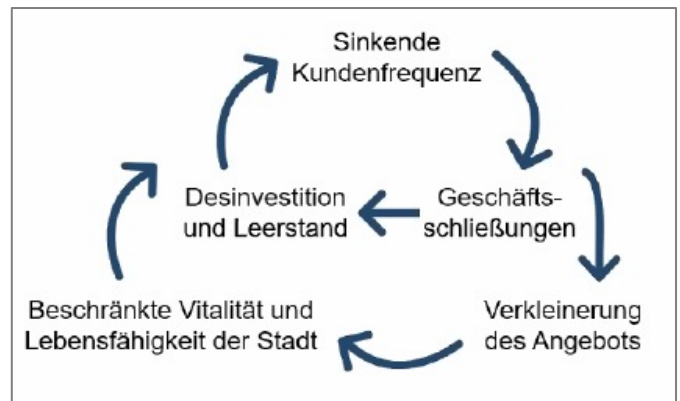 Sinkende
Kundenfrequenz
Desinvestition
und Leerstand
Geschäfts-
schließungen
Beschränkte Vitalität und
Lebensfähigkeit der Stadt
Verkleinerung
des Angebots